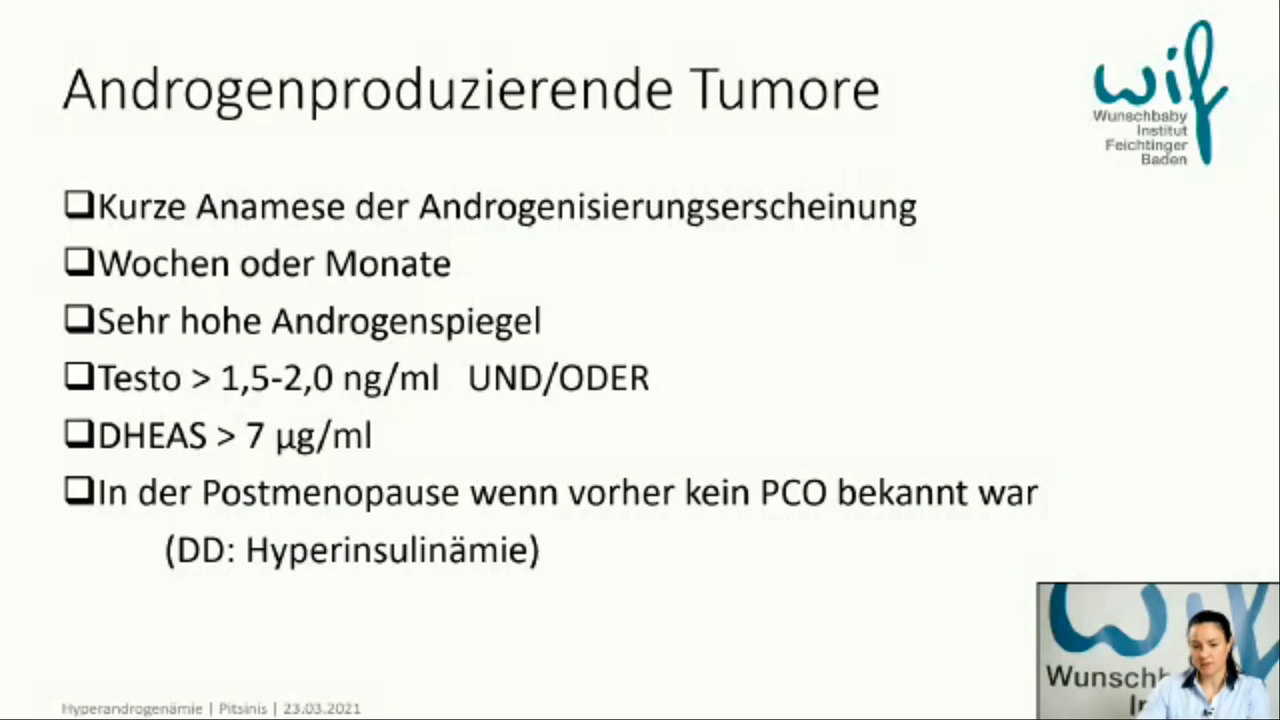 Androgenproduzierende Tumore
wif
Wunschbaby
Institut
Feichtinger
Baden
Kurze Anamese der Androgenisierungserscheinung
Wochen oder Monate
Sehr hohe Androgenspiegel
Testo > 1,5-2,0 ng/ml UND/ODER
DHEAS > 7 µg/ml
In der Postmenopause wenn vorher kein PCO bekannt war
(DD: Hyperinsulinämie)
Hyperandrogenämie | Pitsinis | 23.03.2021